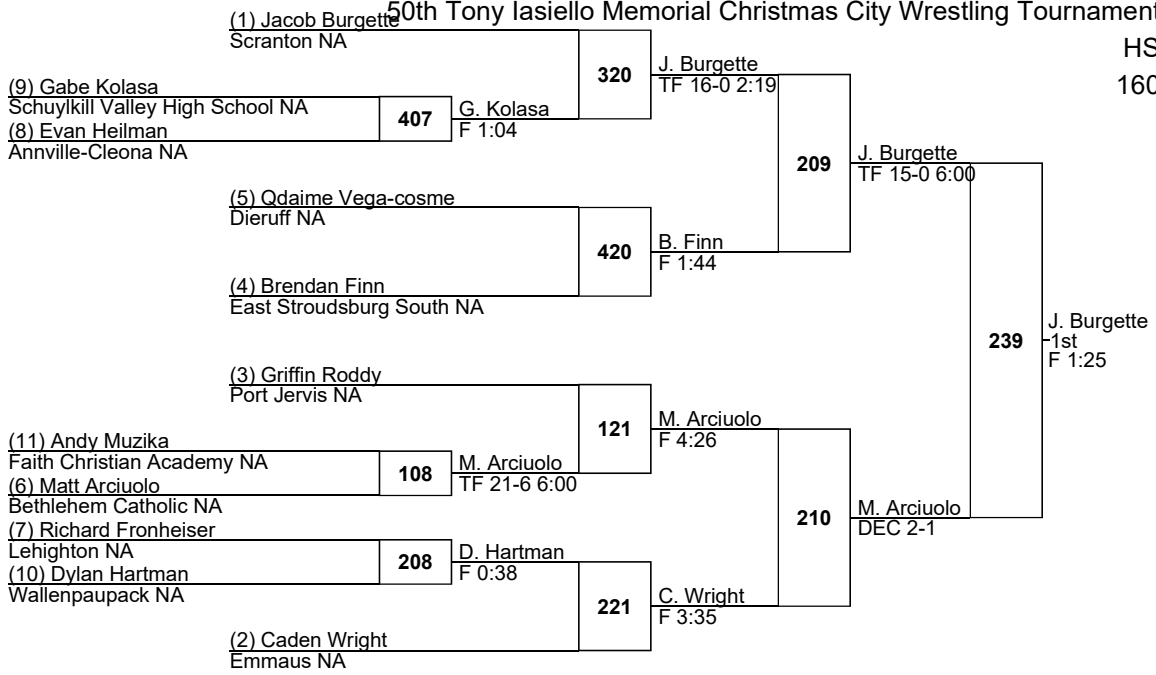 50th Tony Iasiello Memorial Christmas City Wrestling Tournament
HS
160
(1) Jacob Burgette
Scranton NA
(9) Gabe Kolasa
Schuylkill Valley High School NA
(8) Evan Heilman
Annville-Cleona NA
407
G. Kolasa
F 1:04
320
J. Burgette
TF 16-0 2:19
(5) Qdaime Vega-cosme
Dieruff NA
(4) Brendan Finn
East Stroudsburg South NA
420
B. Finn
F 1:44
209
J. Burgette
TF 15-0 6:00
(3) Griffin Roddy
Port Jervis NA
(11) Andy Muzika
Faith Christian Academy NA
(6) Matt Arciuolo
Bethlehem Catholic NA
108
M. Arciuolo
TF 21-6 6:00
121
M. Arciuolo
F 4:26
(7) Richard Fronheiser
Lehighton NA
(10) Dylan Hartman
Wallenpaupack NA
208
D. Hartman
F 0:38
(2) Caden Wright
Emmaus NA
221
C. Wright
F 3:35
210
M. Arciuolo
DEC 2-1
239
J. Burgette
1st
F 1:25